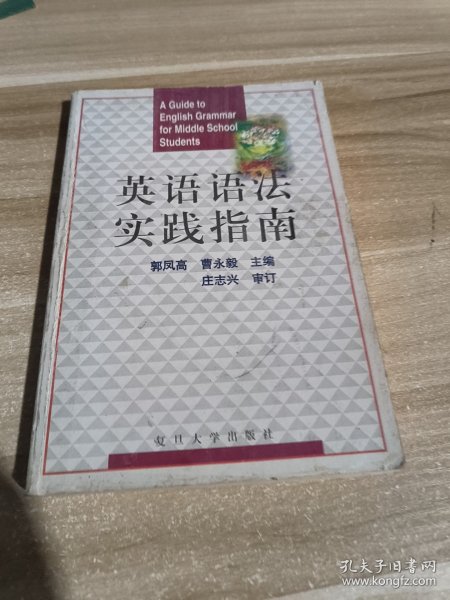 A Guide to
English Grammar
for Middle School
Students
英语语法
实践指南
郭凤高 曹永毅 主编
庄志兴 审订
复旦大学出版社
孔夫子旧书网
www.kongfz.com